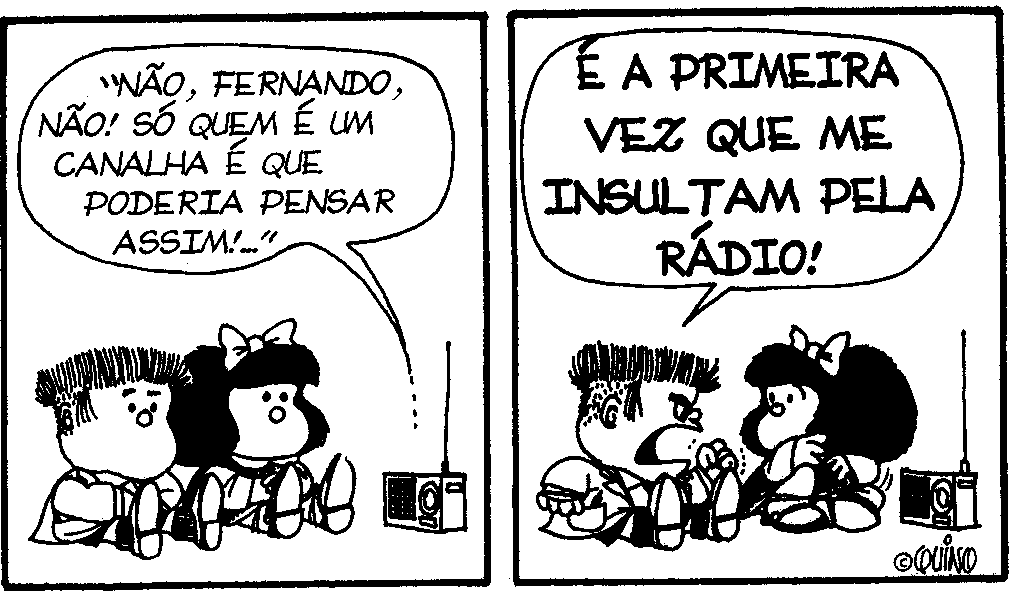 “NÃO, FERNANDO,
NÃO! SÓ QUEM É UM
CANALHA É QUE
PODERIA PENSAR
ASSIM!...”
É A PRIMEIRA
VEZ QUE ME
INSULTAM PELA
RÁDIO!
©QUINO